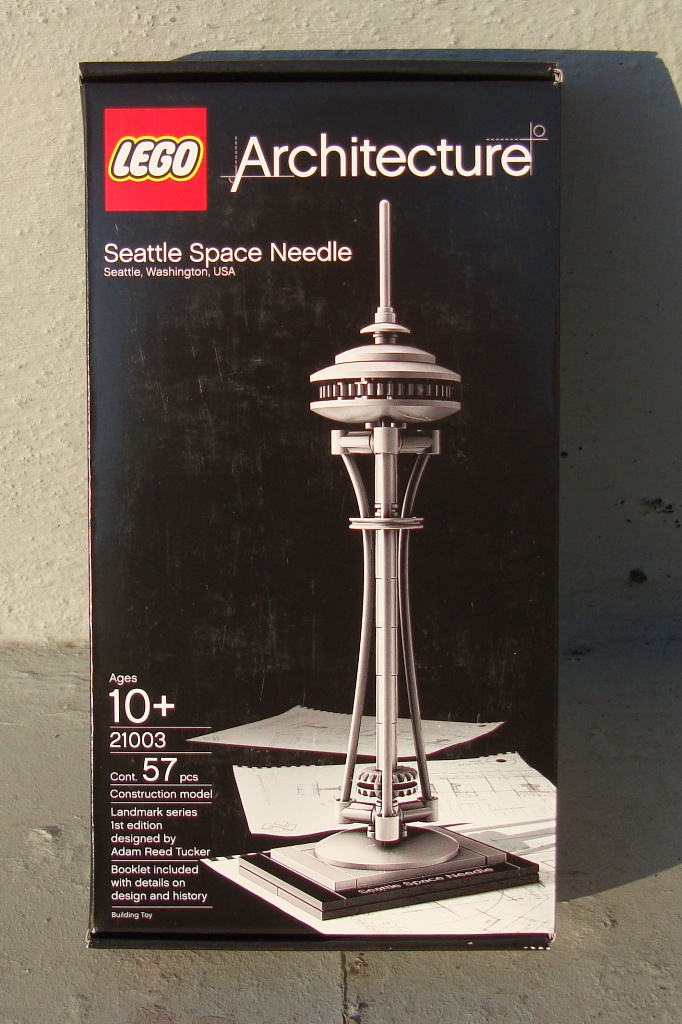 LEGO Architecture
Seattle Space Needle
Seattle, Washington, USA
Ages
10+
21003
Cont. 57 pcs
Construction model
Landmark series
1st edition
designed by
Adam Reed Tucker
Booklet included
with details on
design and history
Building Toy
Seattle Space Needle